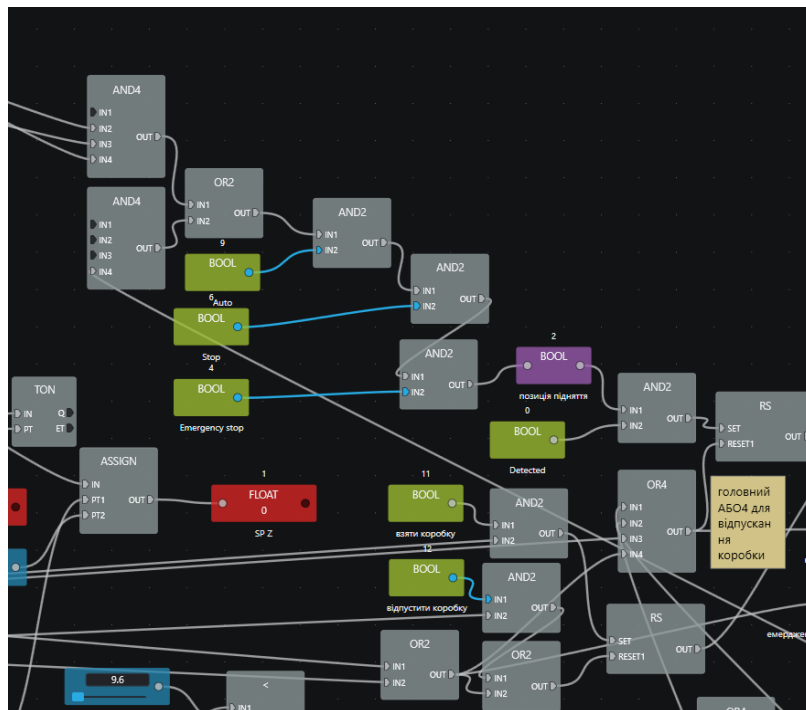 AND4
IN1
IN2
IN3
IN4
OUT
OR2
IN1
IN2
OUT
AND4
IN1
IN2
IN3
IN4
OUT
AND2
IN1
IN2
OUT
9
BOOL
Auto
6
BOOL
Stop
AND2
IN1
IN2
OUT
4
BOOL
Emergency stop
AND2
IN1
IN2
OUT
2
BOOL
позиція підняття
0
BOOL
Detected
AND2
IN1
IN2
OUT
RS
SET
RESET1
OUT
TON
IN
PT
Q
ET
ASSIGN
IN
PT1
PT2
OUT
1
FLOAT
0
SP Z
11
BOOL
взяти коробку
AND2
IN1
IN2
OUT
OR4
IN1
IN2
IN3
IN4
OUT
головний
АБО4 для
відпускан
ня
коробки
12
BOOL
відпустити коробку
AND2
IN1
IN2
OUT
RS
SET
RESET1
OUT
емердже
OR2
IN1
IN2
OUT
OR2
IN1
IN2
OUT
9.6
<
IN1
OR4